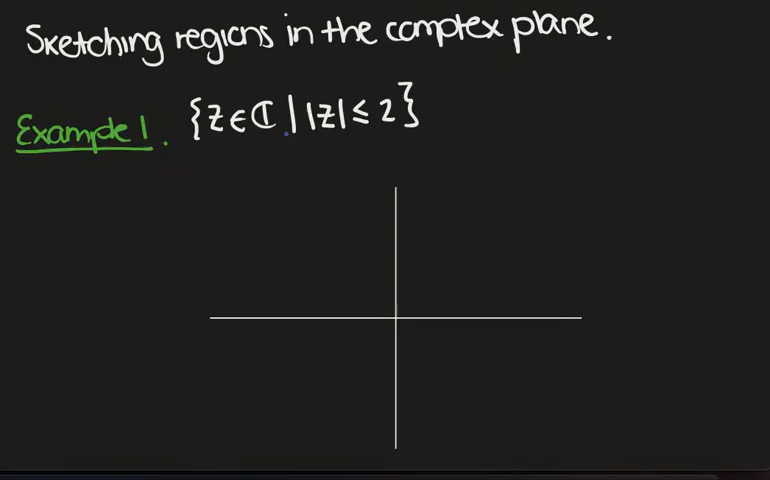 Sketching regions in the complex plane.
Example 1. {z∈ℂ | |z| ≤ 2}